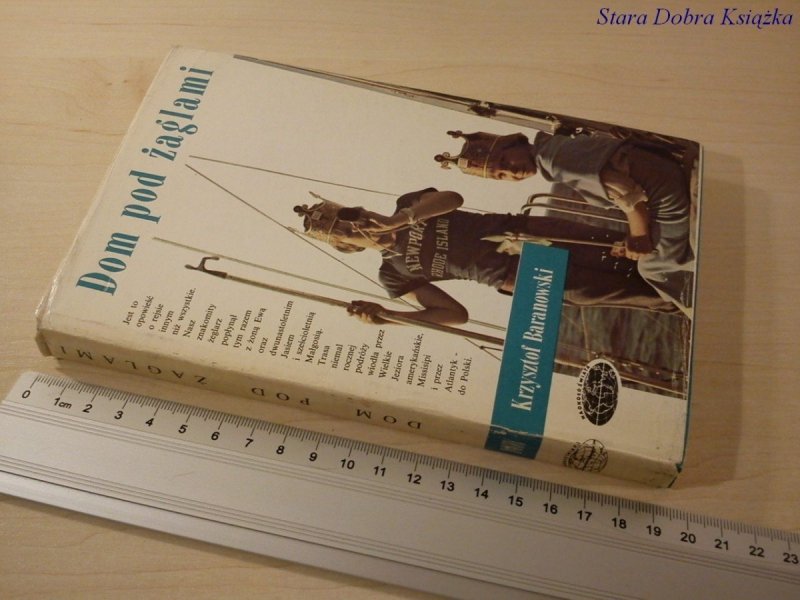 Stara Dobra Książka
Dom pod żaglami
Jest to
opowieść
o rejsie
innym
niż wszystkie.
Nasz
znakomity
żeglarz
popłynął
tym razem
z żoną Ewą
oraz
dwunastoletnim
Jasiem
i sześcioletnią
Małgosią.
Trasa
niemal
rocznej
podróży
wiodła przez
Wielkie
Jeziora
amerykańskie,
Missisipi
i przez
Atlantyk -
do Polski.
NEWPORT
RHODE ISLAND
Krzysztof Baranowski
DOM POD ŻAGLAMI
0 1cm 2 3 4 5 6 7 8 9 10 11 12 13 14 15 16 17 18 19 20 21 22 23